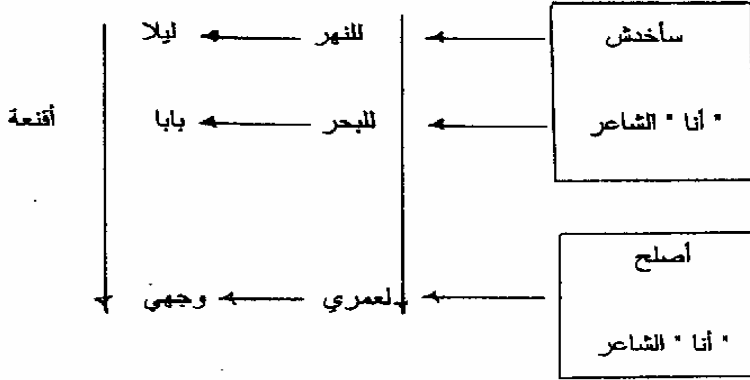 سأخدش للنهر ليلا
" أنا " الشاعر للبحر بابا أقنعة
أصلح
لعمري وجهي
" أنا " الشاعر